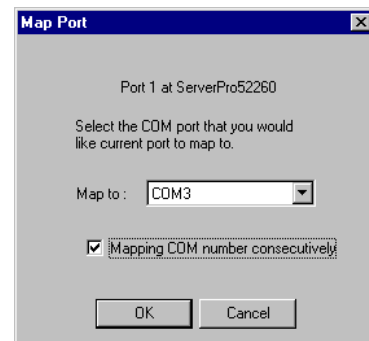 Map Port
Port 1 at ServerPro52260
Select the COM port that you would
like current port to map to.
Map to : COM3
Mapping COM number consecutively
OK Cancel